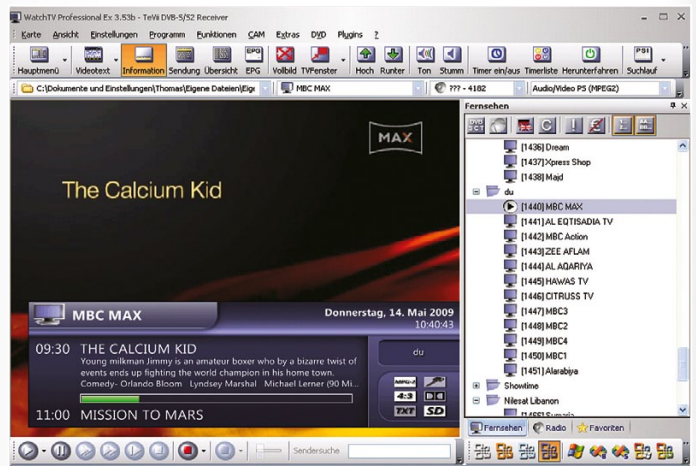 WatchTV Professional Ex 3.53b - TeVii DVB-S/S2 Receiver
Karte Ansicht Einstellungen Programm Funktionen CAM Extras DVD Plugins ?
EPG
PSI
Hauptmenü Videotext Information Sendung Übersicht EPG Vollbild TVFenster Hoch Runter Ton Stumm Timer ein/aus Timerliste Herunterfahren Suchlauf
C:\Dokumente und Einstellungen\Thomas\Eigene Dateien\Eige MBC MAX ??? - 4182 Audio/Video PS (MPEG2)
Fernsehen
MAX
The Calcium Kid
[1436] Dream
[1437] Xpress Shop
[1438] Majd
du
[1440] MBC MAX
[1441] AL EQTISADIA TV
[1442] MBC Action
[1443] ZEE AFLAM
[1444] AL AQARIYA
[1445] HAWAS TV
[1446] CITRUSS TV
[1447] MBC3
[1448] MBC2
[1449] MBC4
[1450] MBC1
[1451] Alarabiya
Showtime
Nilesat Libanon
[1466] Sumaria
Fernsehen Radio Favoriten
MBC MAX
Donnerstag, 14. Mai 2009
10:40:43
09:30 THE CALCIUM KID
Young milkman Jimmy is an amateur boxer who by a bizarre twist of
events ends up fighting the world champion in his home town.
Comedy- Orlando Bloom Lyndsey Marshal Michael Lerner (90 Mi...
11:00 MISSION TO MARS
du
MPEG-2
4:3
TXT SD
Sendersuche